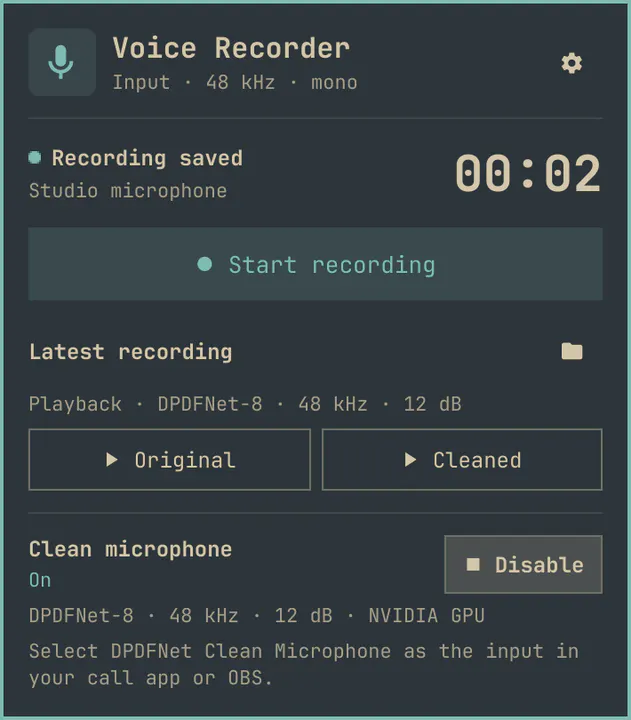 Voice Recorder
Input · 48 kHz · mono
Recording saved
00:02
Studio microphone
Start recording
Latest recording
Playback · DPDFNet-8 · 48 kHz · 12 dB
Original
Cleaned
Clean microphone
On
Disable
DPDFNet-8 · 48 kHz · 12 dB · NVIDIA GPU
Select DPDFNet Clean Microphone as the input in
your call app or OBS.